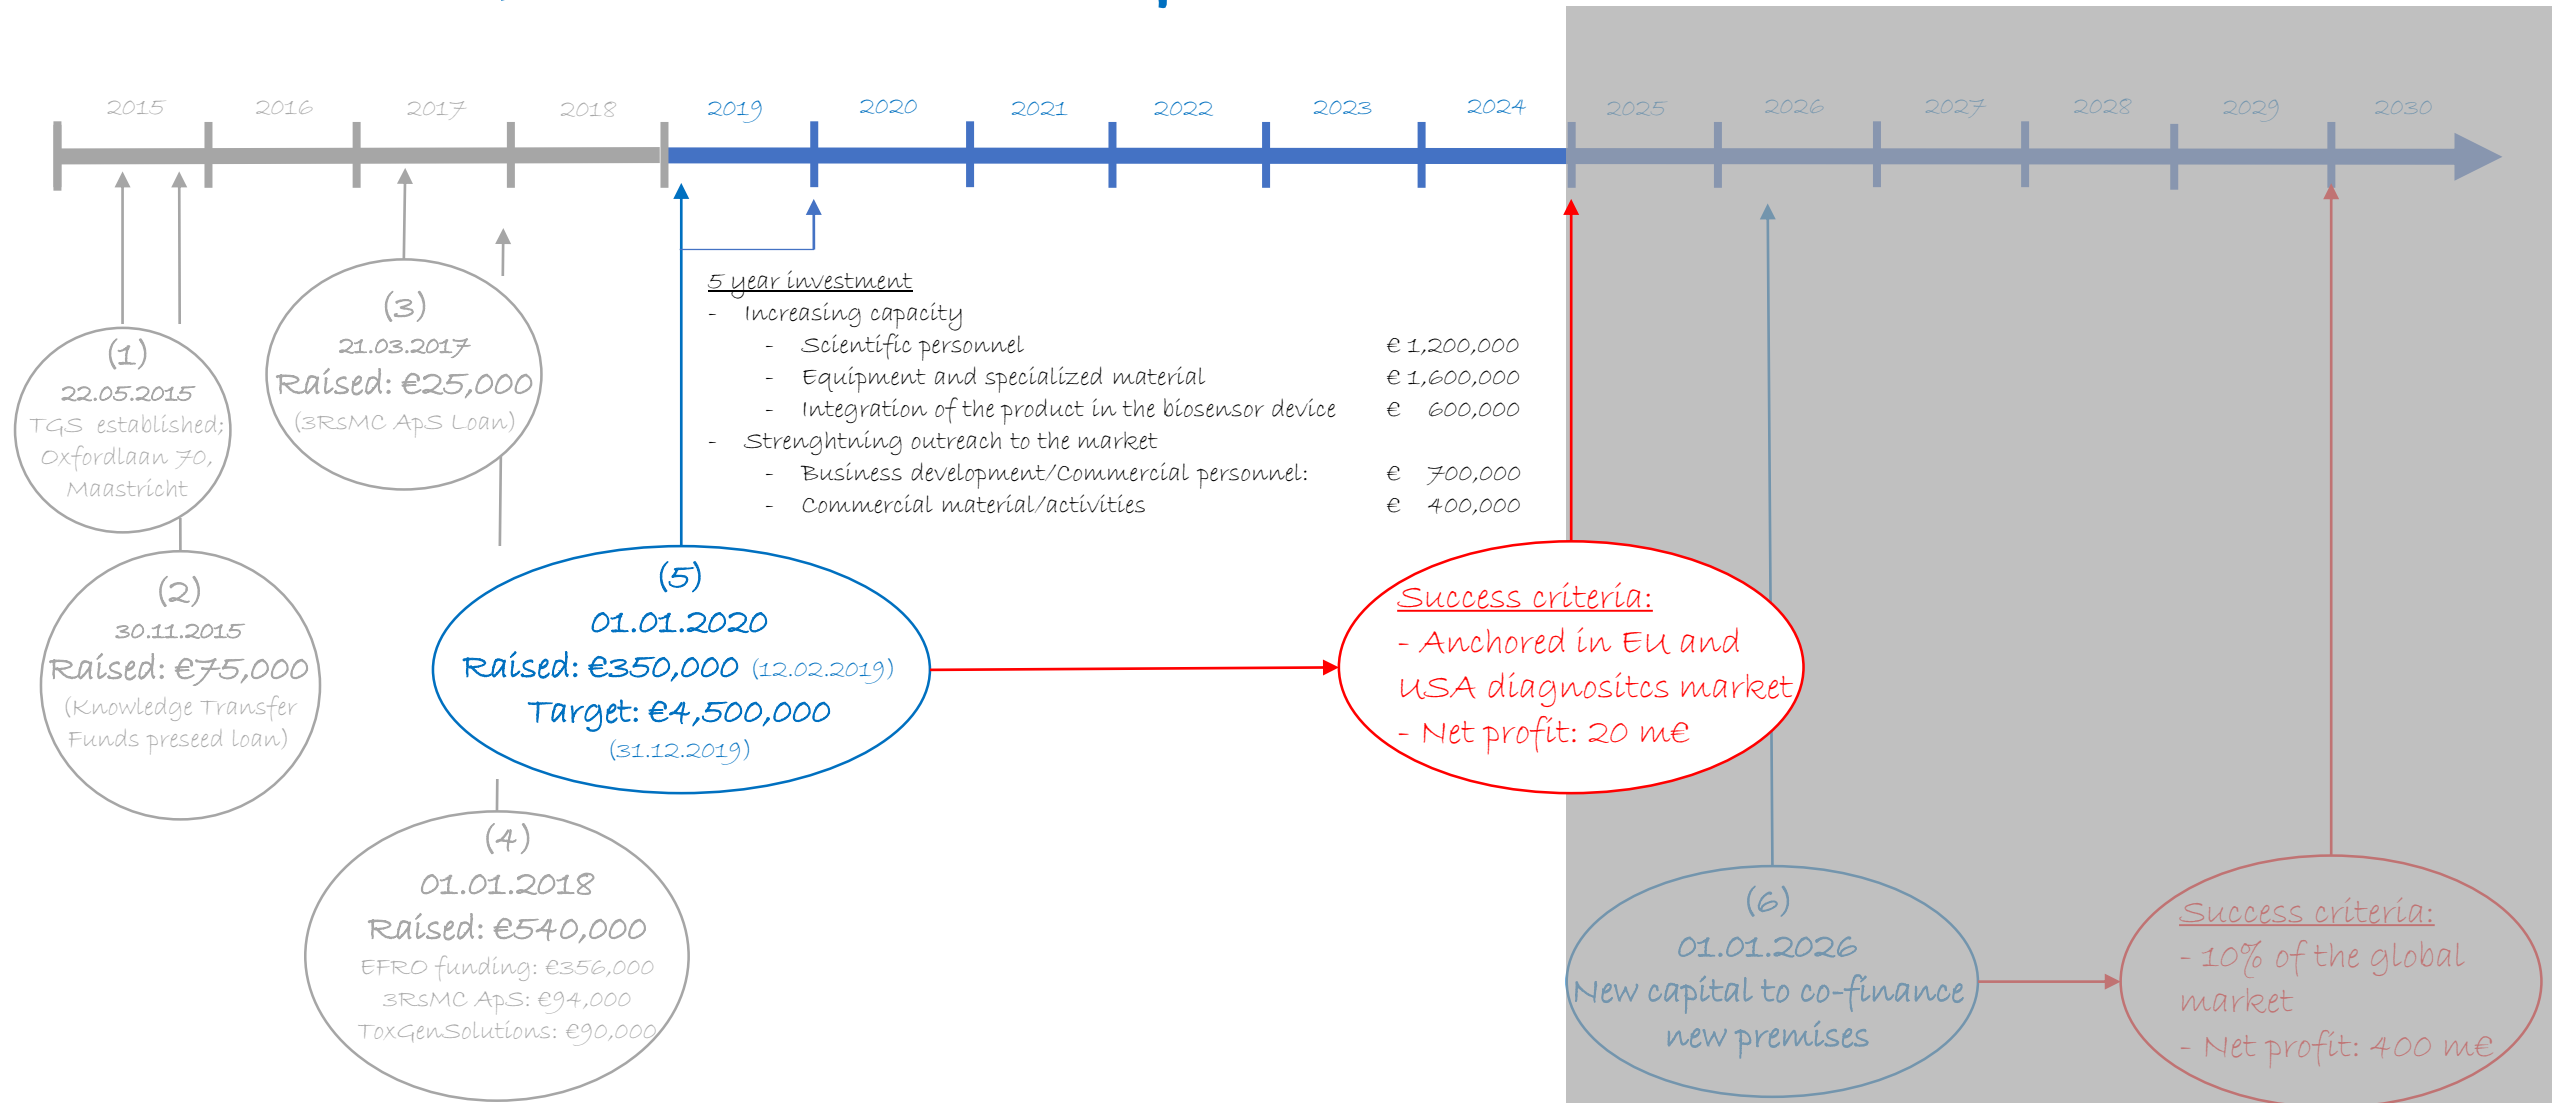 2015 2016 2017 2018 2019 2020 2021 2022 2023 2024 2025 2026 2027 2028 2029 2030
(1)
22.05.2015
TGS established;
Oxfordlaan 70,
Maastricht
(2)
30.11.2015
Raised: €75,000
(Knowledge Transfer
Funds preseed loan)
(3)
21.03.2017
Raised: €25,000
(3RsMC ApS Loan)
(4)
01.01.2018
Raised: €540,000
EFRO funding: €356,000
3RsMC ApS: €94,000
ToxGenSolutions: €90,000
5 year investment
- Increasing capacity
- Scientific personnel € 1,200,000
- Equipment and specialized material € 1,600,000
- Integration of the product in the biosensor device € 600,000
- Strenghtning outreach to the market
- Business development/Commercial personnel: € 700,000
- Commercial material/activities € 400,000
(5)
01.01.2020
Raised: €350,000 (12.02.2019)
Target: €4,500,000
(31.12.2019)
Success criteria:
- Anchored in EU and
USA diagnositcs market
- Net profit: 20 m€
(6)
01.01.2026
New capital to co-finance
new premises
Success criteria:
- 10% of the global
market
- Net profit: 400 m€